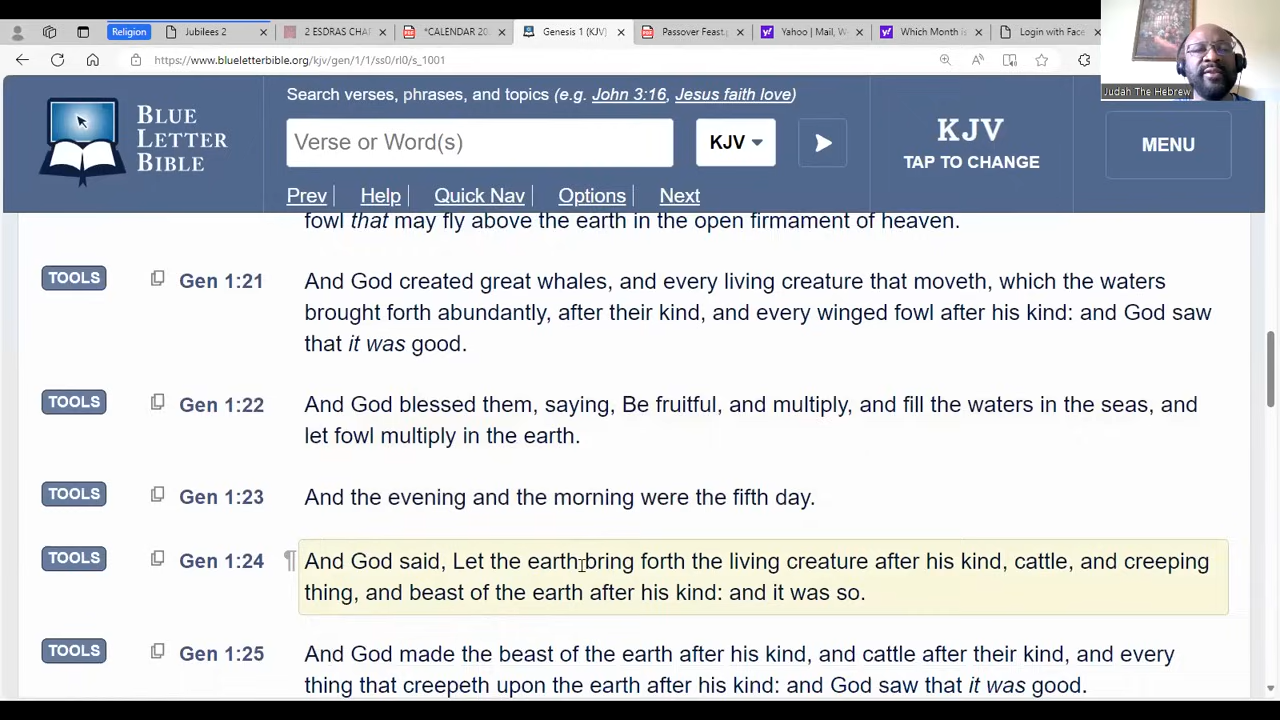 Religion
Jubilees 2
2 ESDRAS CHA
*CALENDAR 20
Genesis 1 (KJV)
Passover Feast.
Yahoo | Mail, W
Which Month is
Login with Face
https://www.blueletterbible.org/kjv/gen/1/1/ss0/rl0/s_1001
Judah The Hebrew
BLUE
LETTER
BIBLE
Search verses, phrases, and topics (e.g. John 3:16, Jesus faith love)
Verse or Word(s)
KJV
KJV
TAP TO CHANGE
MENU
Prev | Help | Quick Nav | Options | Next
fowl that may fly above the earth in the open firmament of heaven.
TOOLS Gen 1:21 And God created great whales, and every living creature that moveth, which the waters
brought forth abundantly, after their kind, and every winged fowl after his kind: and God saw
that it was good.
TOOLS Gen 1:22 And God blessed them, saying, Be fruitful, and multiply, and fill the waters in the seas, and
let fowl multiply in the earth.
TOOLS Gen 1:23 And the evening and the morning were the fifth day.
TOOLS Gen 1:24 ¶ And God said, Let the earth bring forth the living creature after his kind, cattle, and creeping
thing, and beast of the earth after his kind: and it was so.
TOOLS Gen 1:25 And God made the beast of the earth after his kind, and cattle after their kind, and every
thing that creepeth upon the earth after his kind: and God saw that it was good.